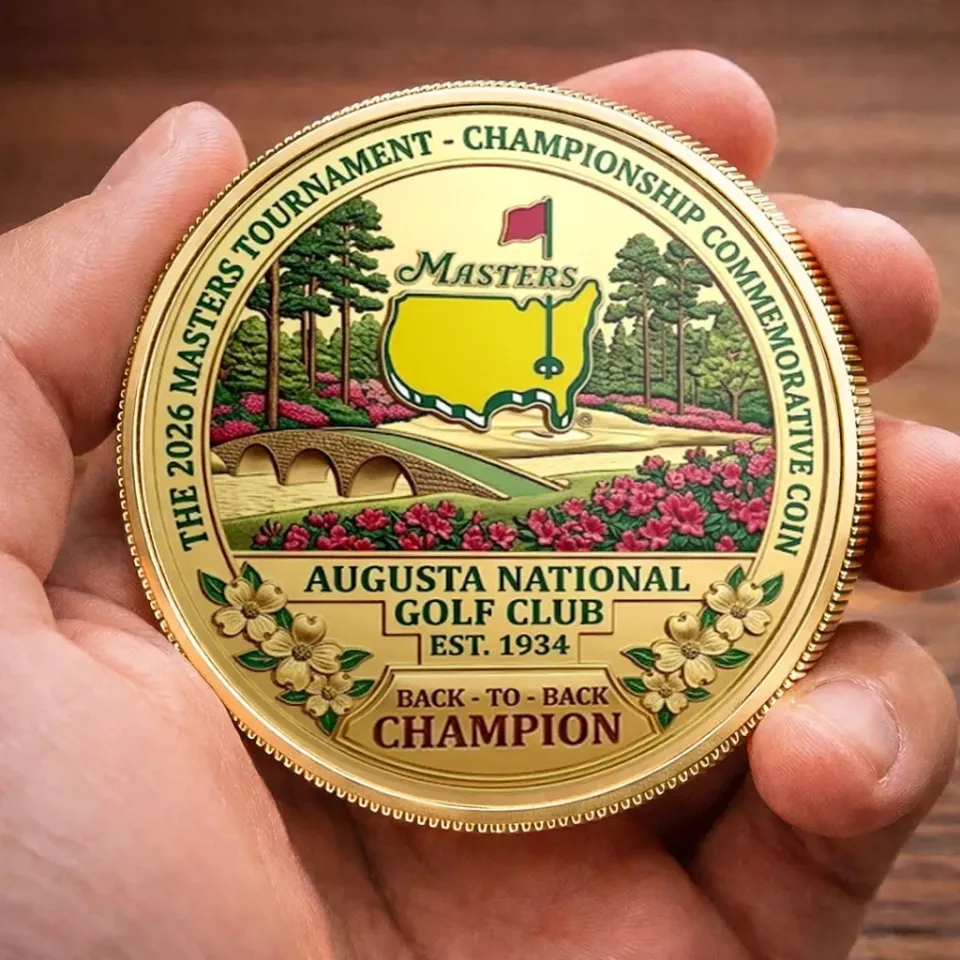 THE 2026 MASTERS TOURNAMENT - CHAMPIONSHIP COMMEMORATIVE COIN
MASTERS
®
AUGUSTA NATIONAL
GOLF CLUB
EST. 1934
BACK - TO - BACK
CHAMPION